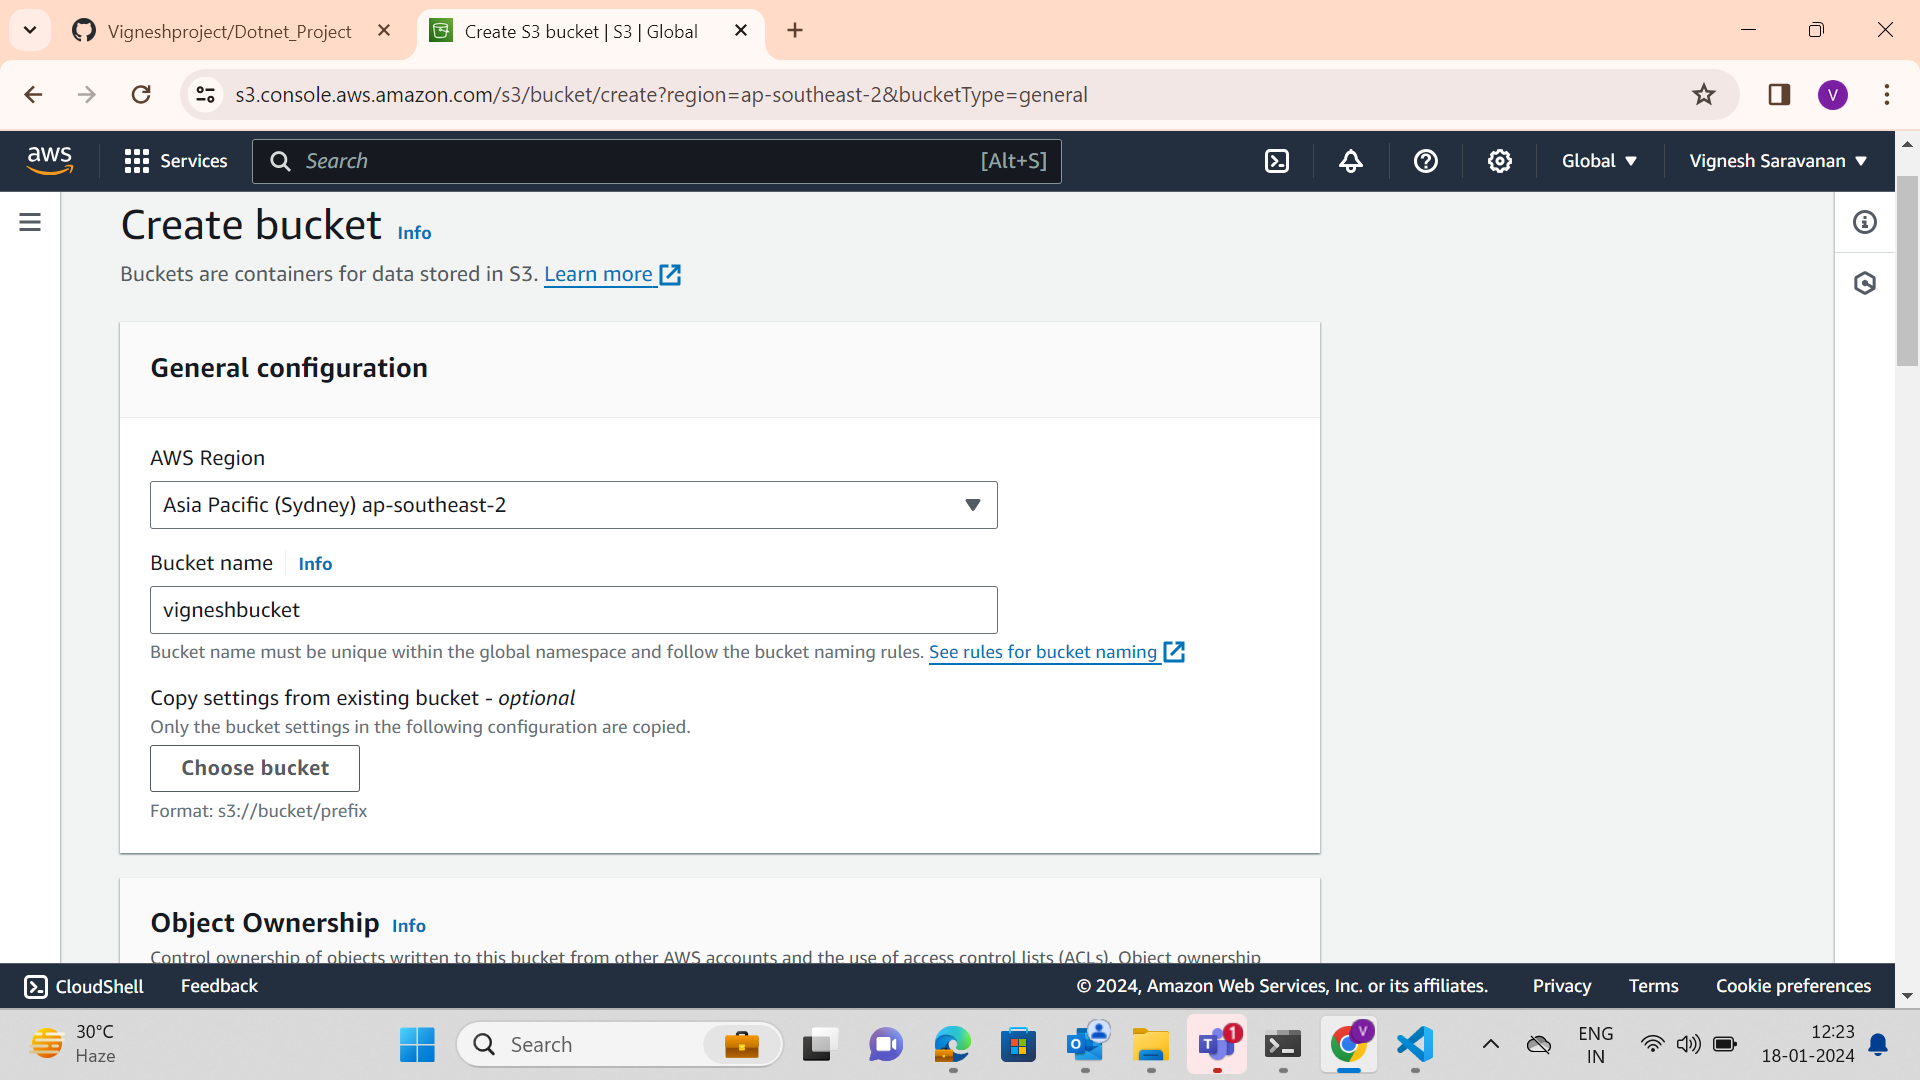 Vigneshproject/Dotnet_Project
Create S3 bucket | S3 | Global
s3.console.aws.amazon.com/s3/bucket/create?region=ap-southeast-2&bucketType=general
V
aws
Services
Search
[Alt+S]
Global
Vignesh Saravanan
Create bucket Info
Buckets are containers for data stored in S3. Learn more
General configuration
AWS Region
Asia Pacific (Sydney) ap-southeast-2
Bucket name Info
vigneshbucket
Bucket name must be unique within the global namespace and follow the bucket naming rules. See rules for bucket naming
Copy settings from existing bucket - optional
Only the bucket settings in the following configuration are copied.
Choose bucket
Format: s3://bucket/prefix
Object Ownership Info
Control ownership of objects written to this bucket from other AWS accounts and the use of access control lists (ACLs). Object ownership
CloudShell
Feedback
© 2024, Amazon Web Services, Inc. or its affiliates.
Privacy
Terms
Cookie preferences
30°C
Haze
Search
1
V
ENG
IN
12:23
18-01-2024